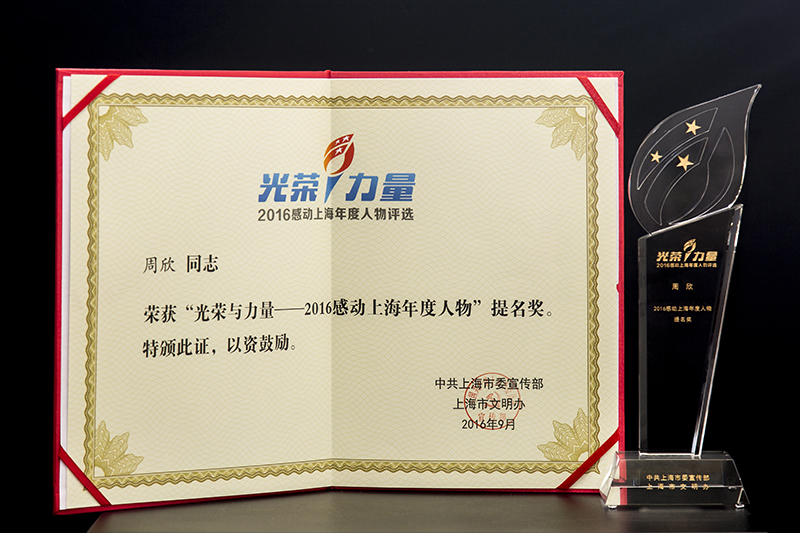 光荣 力量
2016感动上海年度人物评选
周欣 同志
荣获“光荣与力量——2016感动上海年度人物”提名奖。
特颁此证，以资鼓励。
中共上海市委宣传部
上海市文明办
2016年9月
光荣 力量
2016感动上海年度人物评选
周 欣
2016感动上海年度人物
提名奖
中共上海市委宣传部
上海市文明办